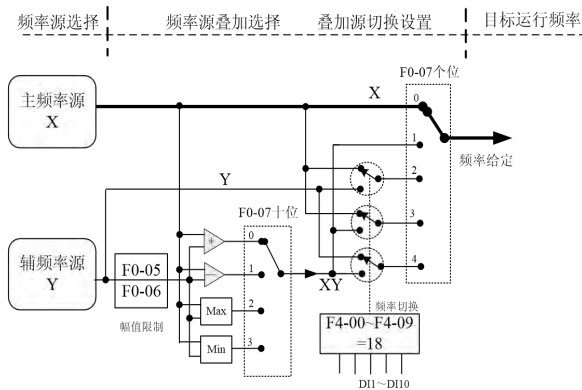 频率源选择
频率源叠加选择
叠加源切换设置
目标运行频率
主频率源
X
X
F0-07个位
0
1
2
3
4
频率给定
Y
F0-07十位
辅频率源
Y
F0-05
F0-06
幅值限制
+
—
Max
Min
0
1
2
3
XY
频率切换
F4-00~F4-09
=18
DI1～DI10